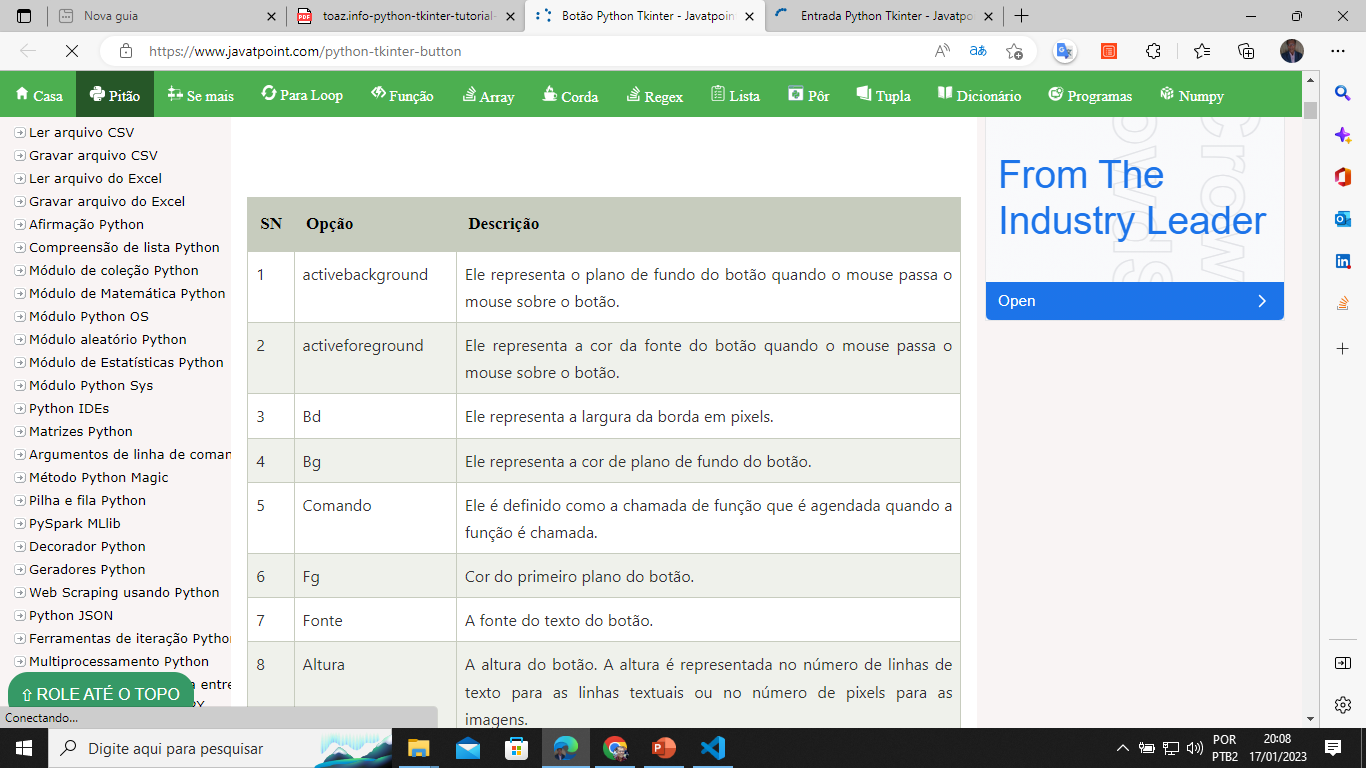 Nova guia
toaz.info-python-tkinter-tutorial-
Botão Python Tkinter - Javatpoin
Entrada Python Tkinter - Javatpo
https://www.javatpoint.com/python-tkinter-button
Casa
Pitão
Se mais
Para Loop
Função
Array
Corda
Regex
Lista
Pôr
Tupla
Dicionário
Programas
Numpy
Ler arquivo CSV
Gravar arquivo CSV
Ler arquivo do Excel
Gravar arquivo do Excel
Afirmação Python
Compreensão de lista Python
Módulo de coleção Python
Módulo de Matemática Python
Módulo Python OS
Módulo aleatório Python
Módulo de Estatísticas Python
Módulo Python Sys
Python IDEs
Matrizes Python
Argumentos de linha de coman
Método Python Magic
Pilha e fila Python
PySpark MLlib
Decorador Python
Geradores Python
Web Scraping usando Python
Python JSON
Ferramentas de iteração Pytho
Multiprocessamento Python
a entre
ROLE ATÉ O TOPO
Conectando...
SN Opção Descrição
1 activebackground Ele representa o plano de fundo do botão quando o mouse passa o
mouse sobre o botão.
2 activeforeground Ele representa a cor da fonte do botão quando o mouse passa o
mouse sobre o botão.
3 Bd Ele representa a largura da borda em pixels.
4 Bg Ele representa a cor de plano de fundo do botão.
5 Comando Ele é definido como a chamada de função que é agendada quando a
função é chamada.
6 Fg Cor do primeiro plano do botão.
7 Fonte A fonte do texto do botão.
8 Altura A altura do botão. A altura é representada no número de linhas de
texto para as linhas textuais ou no número de pixels para as
imagens.
From The
Industry Leader
Open
Digite aqui para pesquisar
POR
PTB2
20:08
17/01/2023